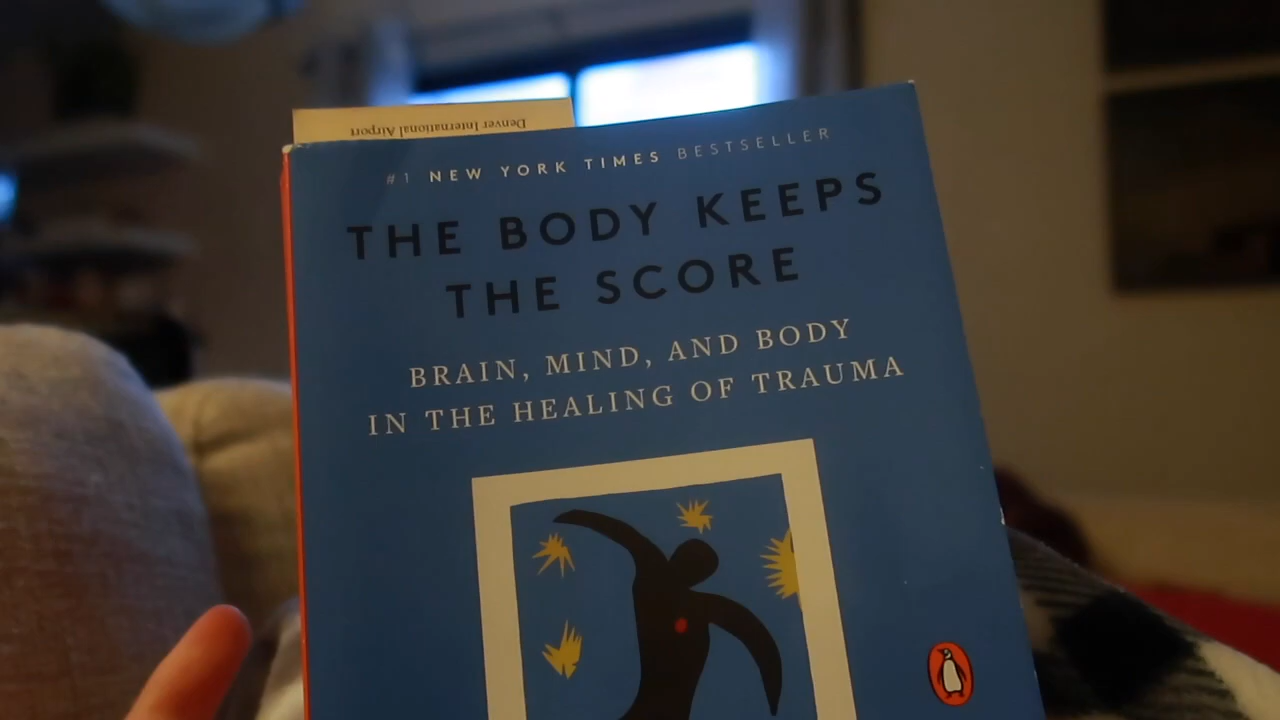 Denver International Airport
#1 NEW YORK TIMES BESTSELLER
THE BODY KEEPS
THE SCORE
BRAIN, MIND, AND BODY
IN THE HEALING OF TRAUMA